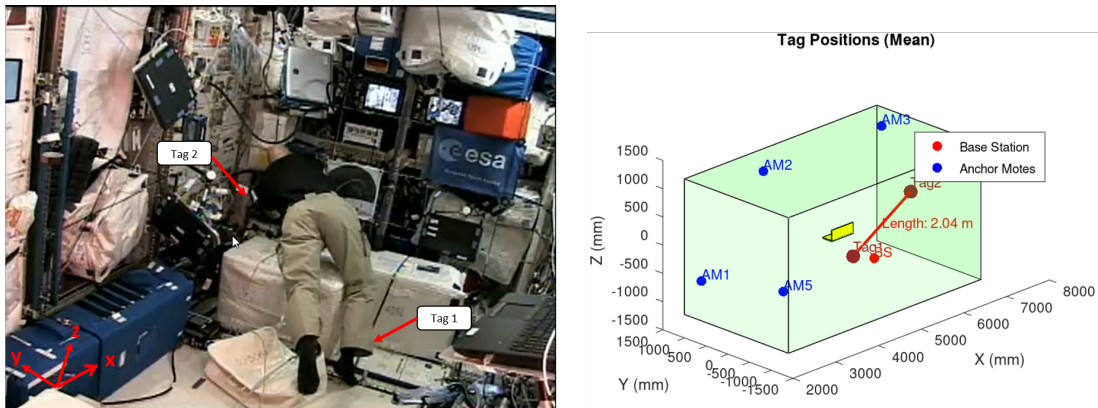 Tag 2
esa
Tag 1
z
y
x
Tag Positions (Mean)
AM3
Base Station
Anchor Motes
AM2
Tag2
Length: 2.04 m
Tag1
BS
AM1
AM5
Z (mm)
1500
1000
500
0
-500
-1000
-1500
Y (mm)
1500
1000
500
0
-500
-1000
-1500
X (mm)
2000
3000
4000
5000
6000
7000
8000